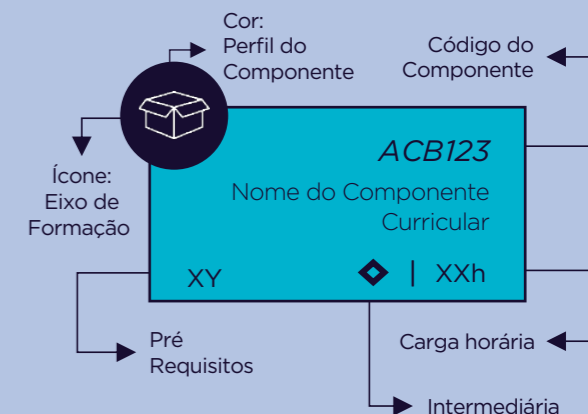 Cor:
Perfil do
Componente
Código do
Componente
Ícone:
Eixo de
Formação
ACB123
Nome do Componente
Curricular
XY
| XXh
Pré
Requisitos
Carga horária
Intermediária